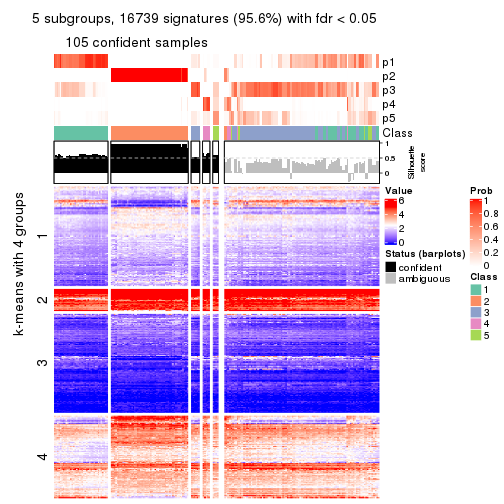 5 subgroups, 16739 signatures (95.6%) with fdr < 0.05
105 confident samples
p1
p2
p3
p4
p5
Class
1
0.5
0
Silhouette
score
k-means with 4 groups
1
2
3
4
Value
6
4
2
0
Status (barplots)
confident
ambiguous
Prob
1
0.8
0.6
0.4
0.2
0
Class
1
2
3
4
5